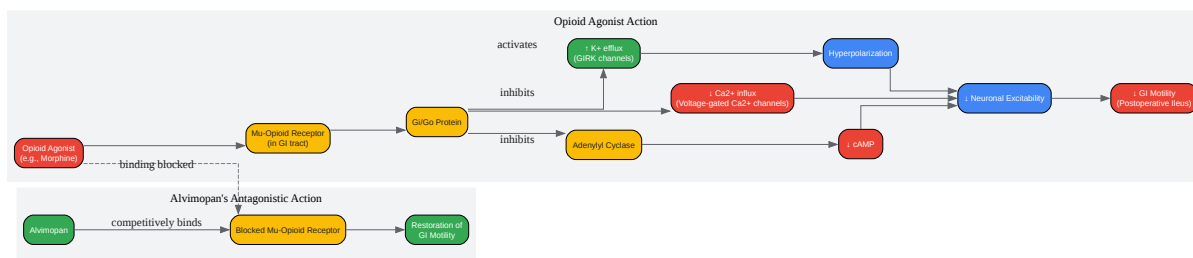 Opioid Agonist Action
activates
↑ K+ efflux
(GIRK channels)
Hyperpolarization
inhibits
↓ Ca2+ influx
(Voltage-gated Ca2+ channels)
↓ Neuronal Excitability
↓ GI Motility
(Postoperative Ileus)
Gi/Go Protein
Mu-Opioid Receptor
(in GI tract)
inhibits
Adenylyl Cyclase
↓ cAMP
Opioid Agonist
(e.g., Morphine)
binding blocked
Alvimopan's Antagonistic Action
Alvimopan
competitively binds
Blocked Mu-Opioid Receptor
Restoration of
GI Motility